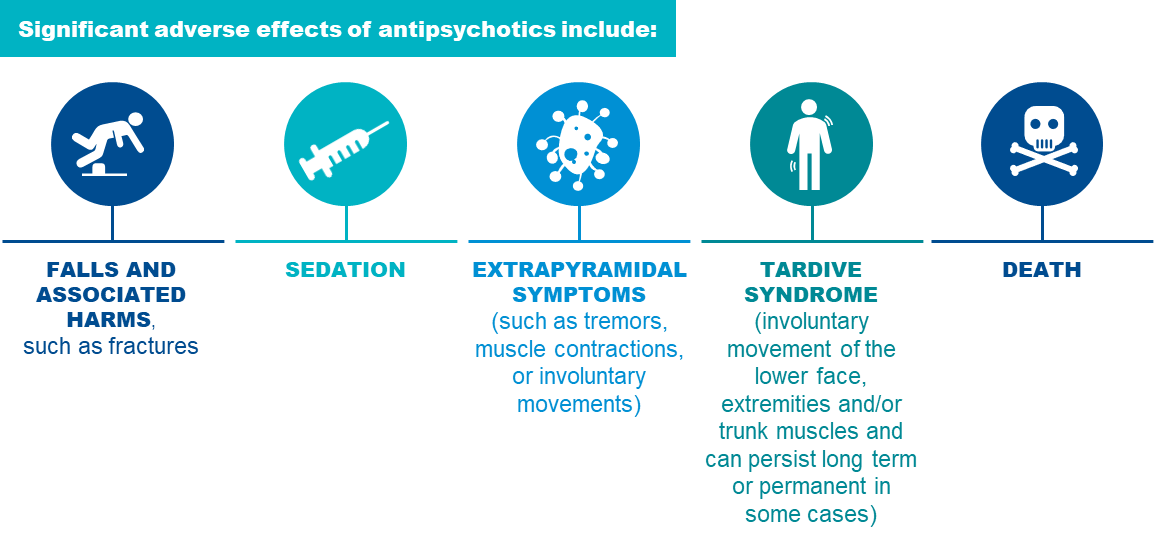 Significant adverse effects of antipsychotics include:
FALLS AND
ASSOCIATED
HARMS,
such as fractures
SEDATION
EXTRAPYRAMIDAL
SYMPTOMS
(such as tremors,
muscle contractions,
or involuntary
movements)
TARDIVE
SYNDROME
(involuntary
movement of the
lower face,
extremities and/or
trunk muscles and
can persist long term
or permanent in
some cases)
DEATH